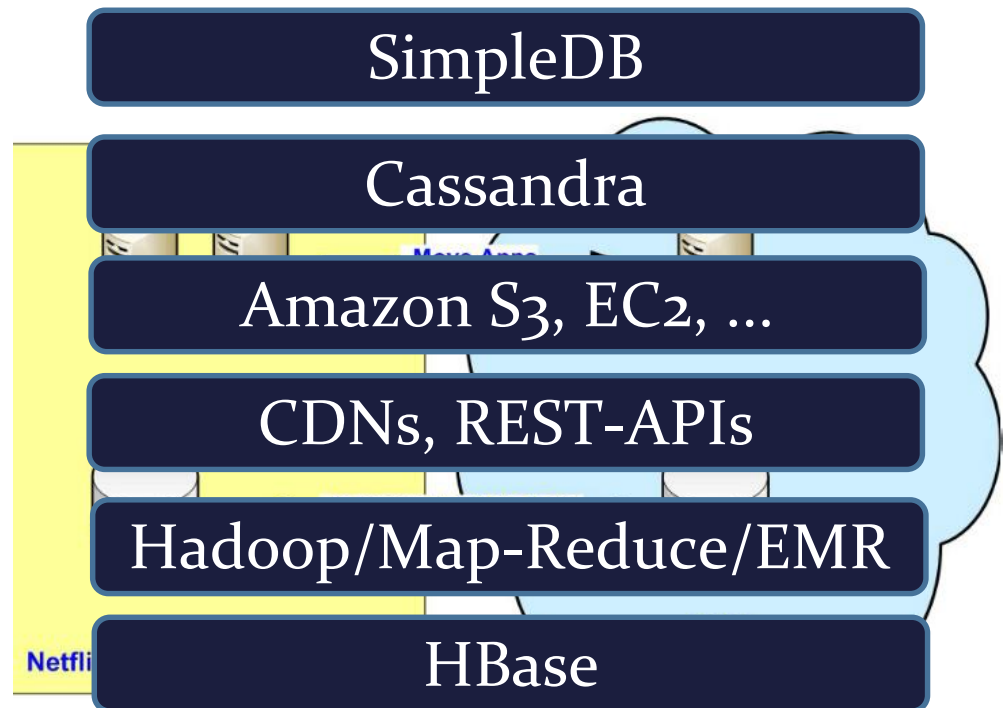 SimpleDB
Cassandra
Amazon S3, EC2, ...
CDNs, REST-APIs
Hadoop/Map-Reduce/EMR
HBase